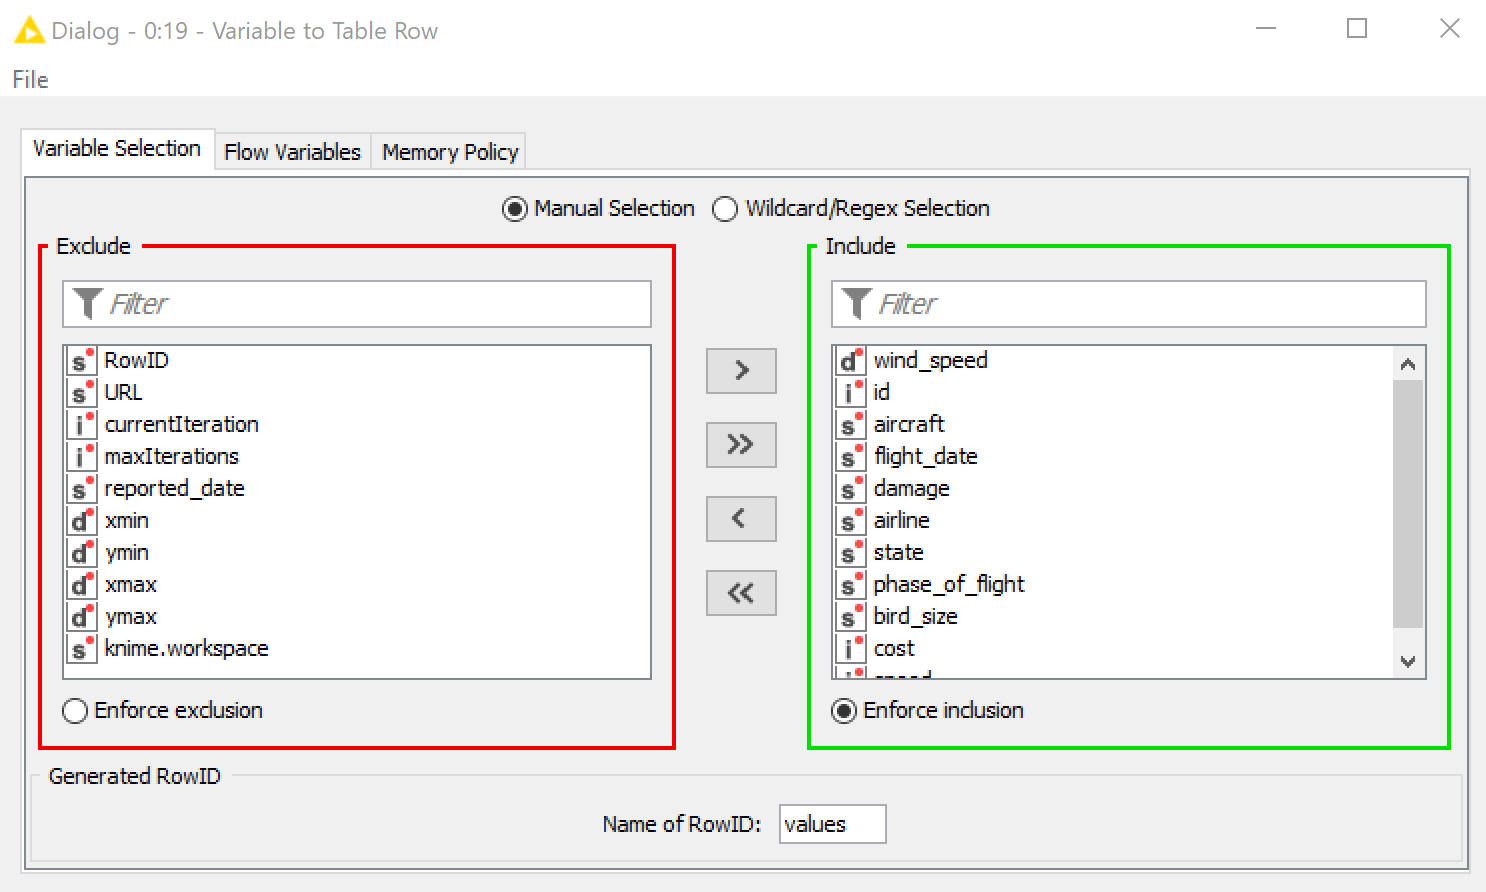 Dialog - 0:19 - Variable to Table Row
File
Variable Selection Flow Variables Memory Policy
Manual Selection Wildcard/Regex Selection
Exclude
Filter
s RowID
s URL
i currentIteration
i maxIterations
s reported_date
d xmin
d ymin
d xmax
d ymax
s knime.workspace
Enforce exclusion
>
>>
<
<<
Include
Filter
d wind_speed
i id
s aircraft
s flight_date
s damage
s airline
s state
s phase_of_flight
s bird_size
i cost
Enforce inclusion
Generated RowID
Name of RowID: values